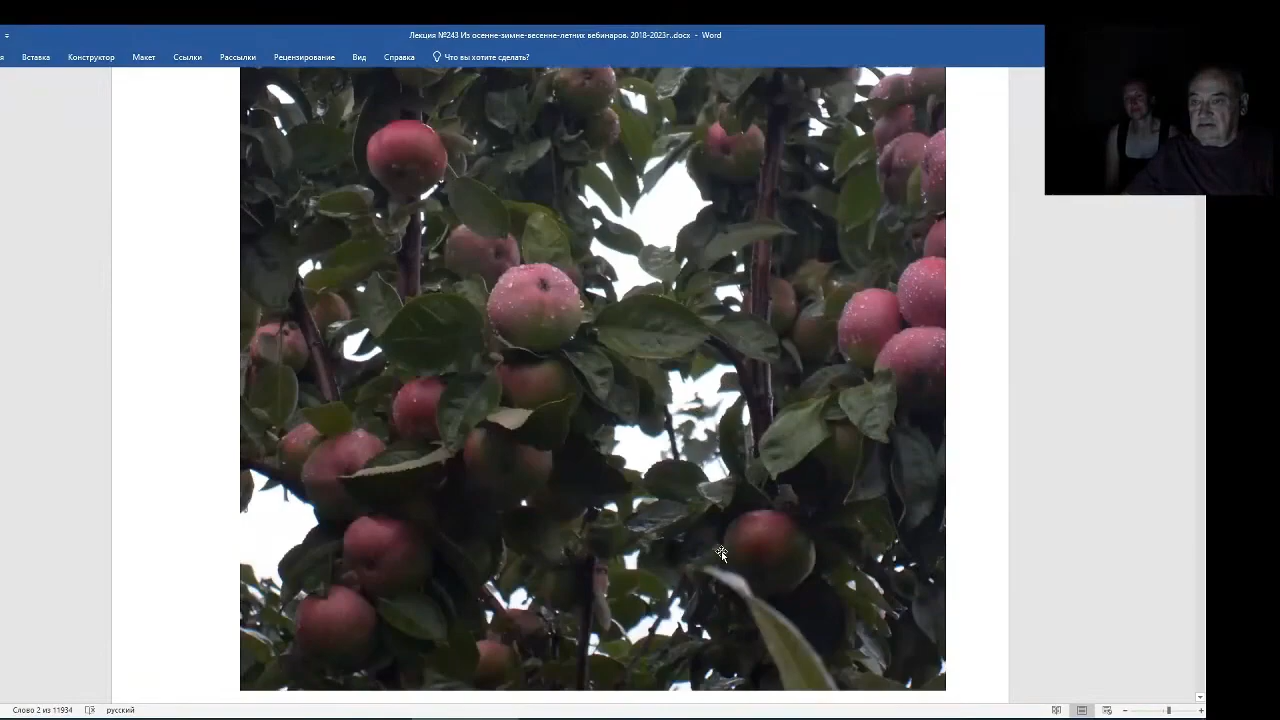 Лекция №243 Из осенне-зимне-весенне-летних вебинаров. 2018-2023г..docx - Word
я Вставка Конструктор Макет Ссылки Рассылки Рецензирование Вид Справка Что вы хотите сделать?
Слово 2 из 11934 русский